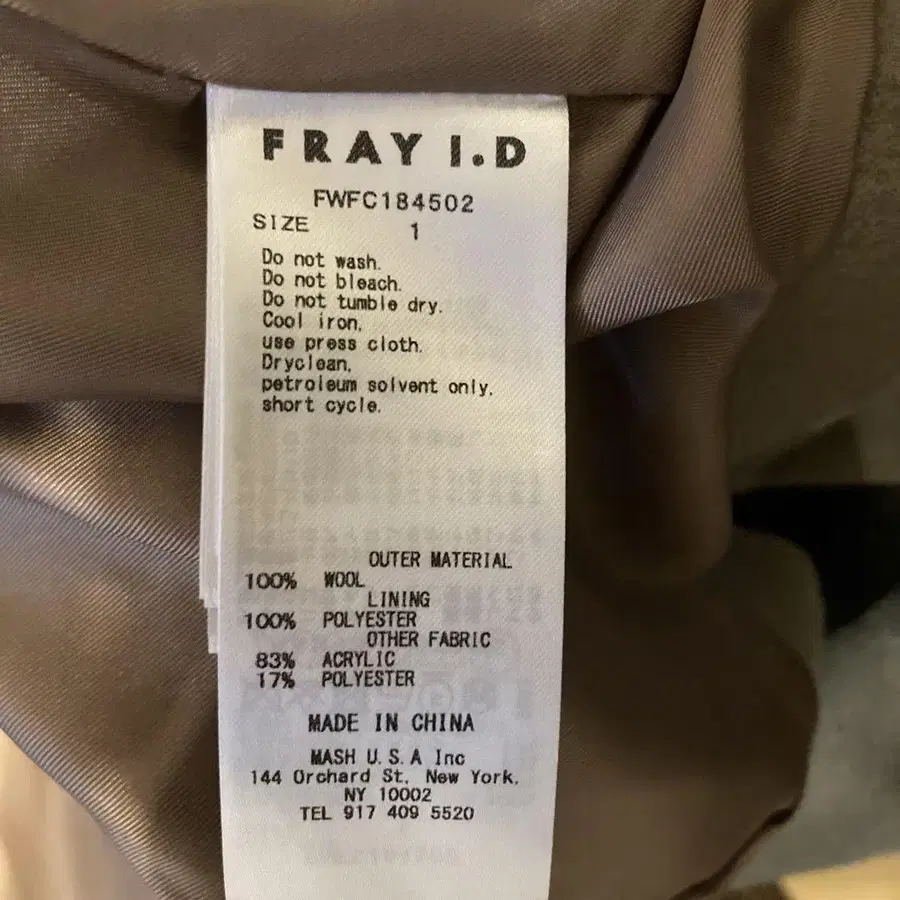 FRAY I.D
FWFC184502
SIZE 1
Do not wash.
Do not bleach.
Do not tumble dry.
Cool iron,
use press cloth.
Dryclean,
petroleum solvent only.
short cycle.
OUTER MATERIAL
100% WOOL
LINING
100% POLYESTER
OTHER FABRIC
83% ACRYLIC
17% POLYESTER
MADE IN CHINA
MASH U.S.A Inc
144 Orchard St, New York,
NY 10002
TEL 917 409 5520